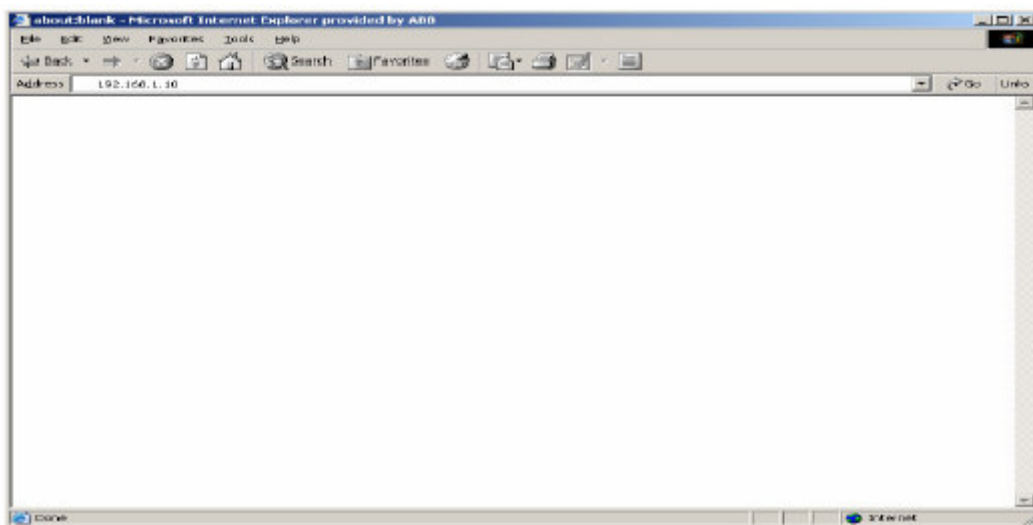 about:blank - Microsoft Internet Explorer provided by ABB
File Edit View Favorites Tools Help
Back Search Favorites
Address 192.168.1.10 Go Links
Done Internet